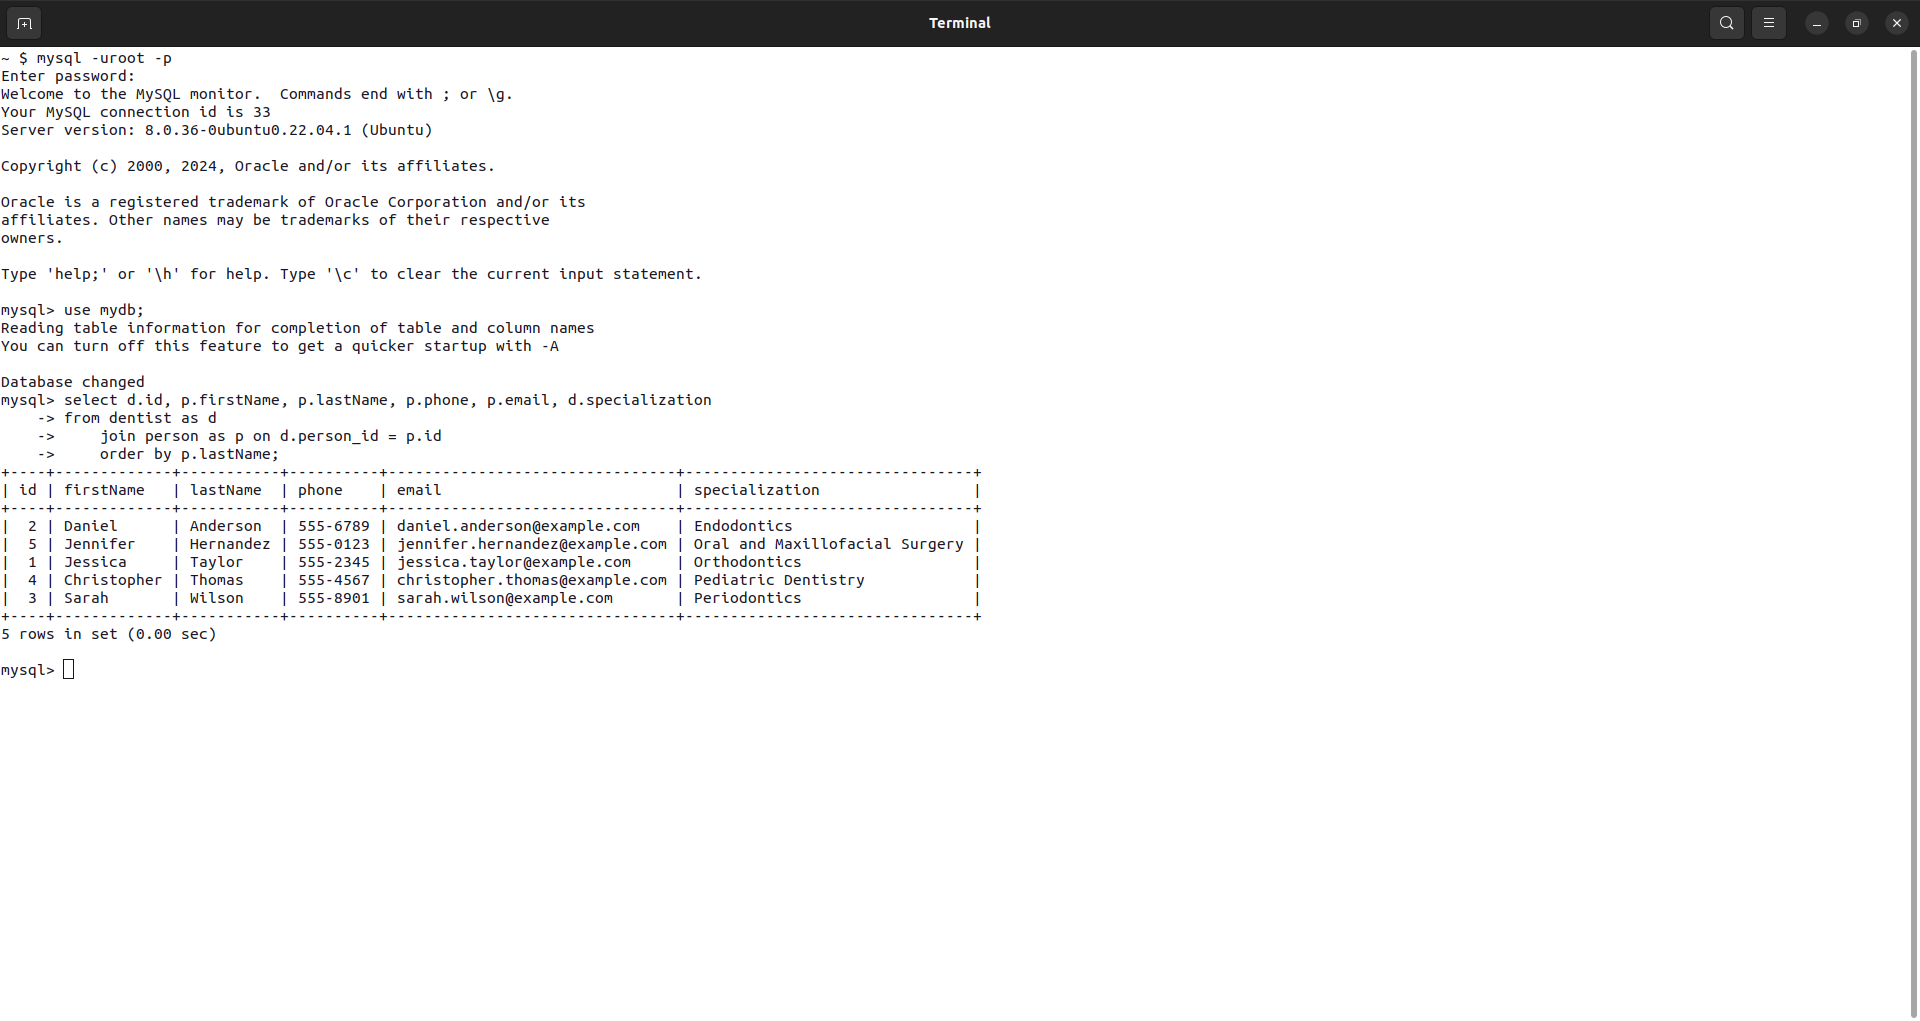 Terminal
~ $ mysql -uroot -p
Enter password:
Welcome to the MySQL monitor.  Commands end with ; or \g.
Your MySQL connection id is 33
Server version: 8.0.36-0ubuntu0.22.04.1 (Ubuntu)

Copyright (c) 2000, 2024, Oracle and/or its affiliates.

Oracle is a registered trademark of Oracle Corporation and/or its
affiliates. Other names may be trademarks of their respective
owners.

Type 'help;' or '\h' for help. Type '\c' to clear the current input statement.

mysql> use mydb;
Reading table information for completion of table and column names
You can turn off this feature to get a quicker startup with -A

Database changed
mysql> select d.id, p.firstName, p.lastName, p.phone, p.email, d.specialization
    -> from dentist as d
    ->     join person as p on d.person_id = p.id
    ->     order by p.lastName;
+----+-------------+-----------+----------+--------------------------------+--------------------------------+
| id | firstName   | lastName  | phone    | email                          | specialization                 |
+----+-------------+-----------+----------+--------------------------------+--------------------------------+
|  2 | Daniel      | Anderson  | 555-6789 | daniel.anderson@example.com    | Endodontics                    |
|  5 | Jennifer    | Hernandez | 555-0123 | jennifer.hernandez@example.com | Oral and Maxillofacial Surgery |
|  1 | Jessica     | Taylor    | 555-2345 | jessica.taylor@example.com     | Orthodontics                   |
|  4 | Christopher | Thomas    | 555-4567 | christopher.thomas@example.com | Pediatric Dentistry            |
|  3 | Sarah       | Wilson    | 555-8901 | sarah.wilson@example.com       | Periodontics                   |
+----+-------------+-----------+----------+--------------------------------+--------------------------------+
5 rows in set (0.00 sec)

mysql>